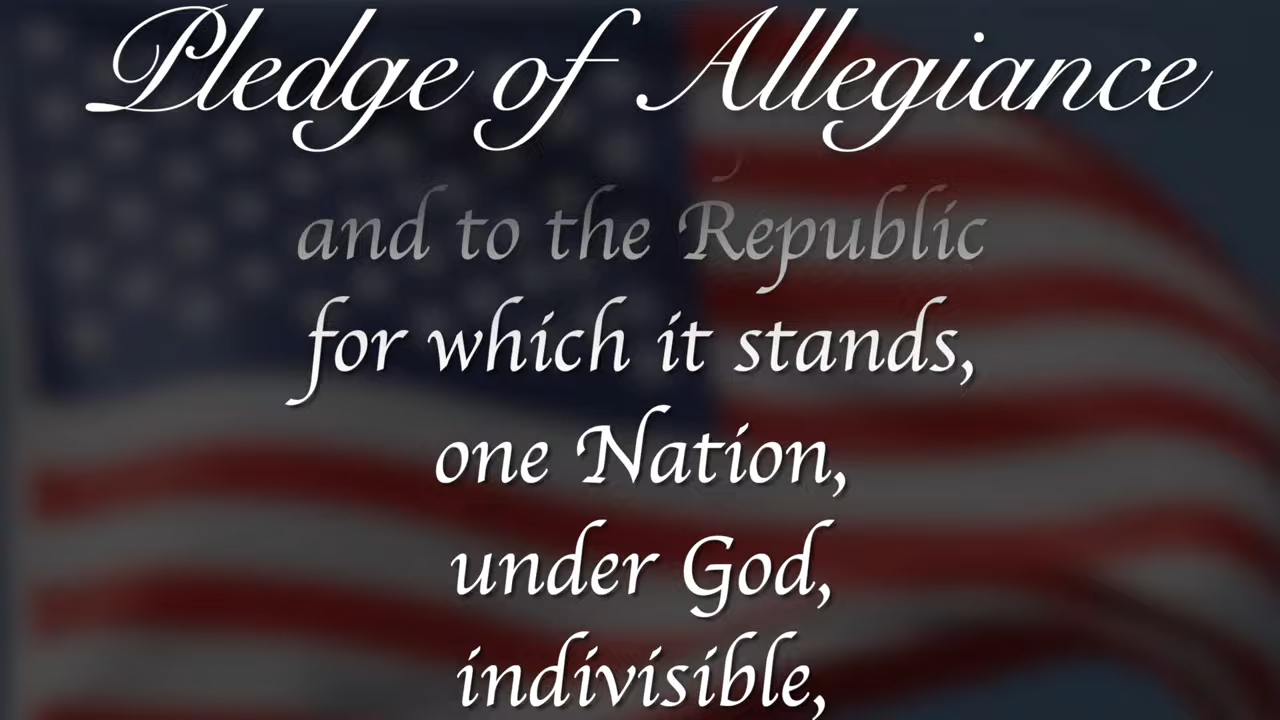 Pledge of Allegiance
and to the Republic
for which it stands,
one Nation,
under God,
indivisible,